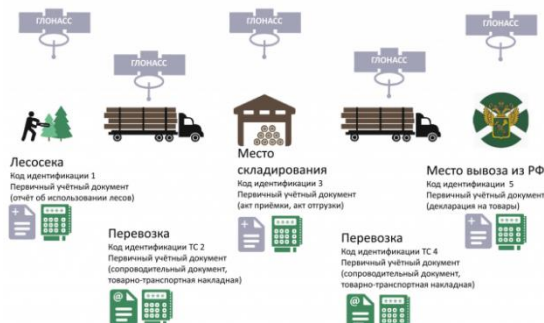 ГЛОНАСС
ГЛОНАСС
ГЛОНАСС
ГЛОНАСС
ГЛОНАСС
Лесосека
Код идентификации 1
Первичный учётный документ
(отчёт об использовании лесов)
Перевозка
Код идентификации ТС 2
Первичный учётный документ
(сопроводительный документ,
товарно-транспортная накладная)
Место
складирования
Код идентификации 3
Первичный учётный документ
(акт приёмки, акт отгрузки)
Перевозка
Код идентификации ТС 4
Первичный учётный документ
(сопроводительный документ,
товарно-транспортная накладная)
Место вывоза из РФ
Код идентификации 5
Первичный учётный документ
(декларация на товары)